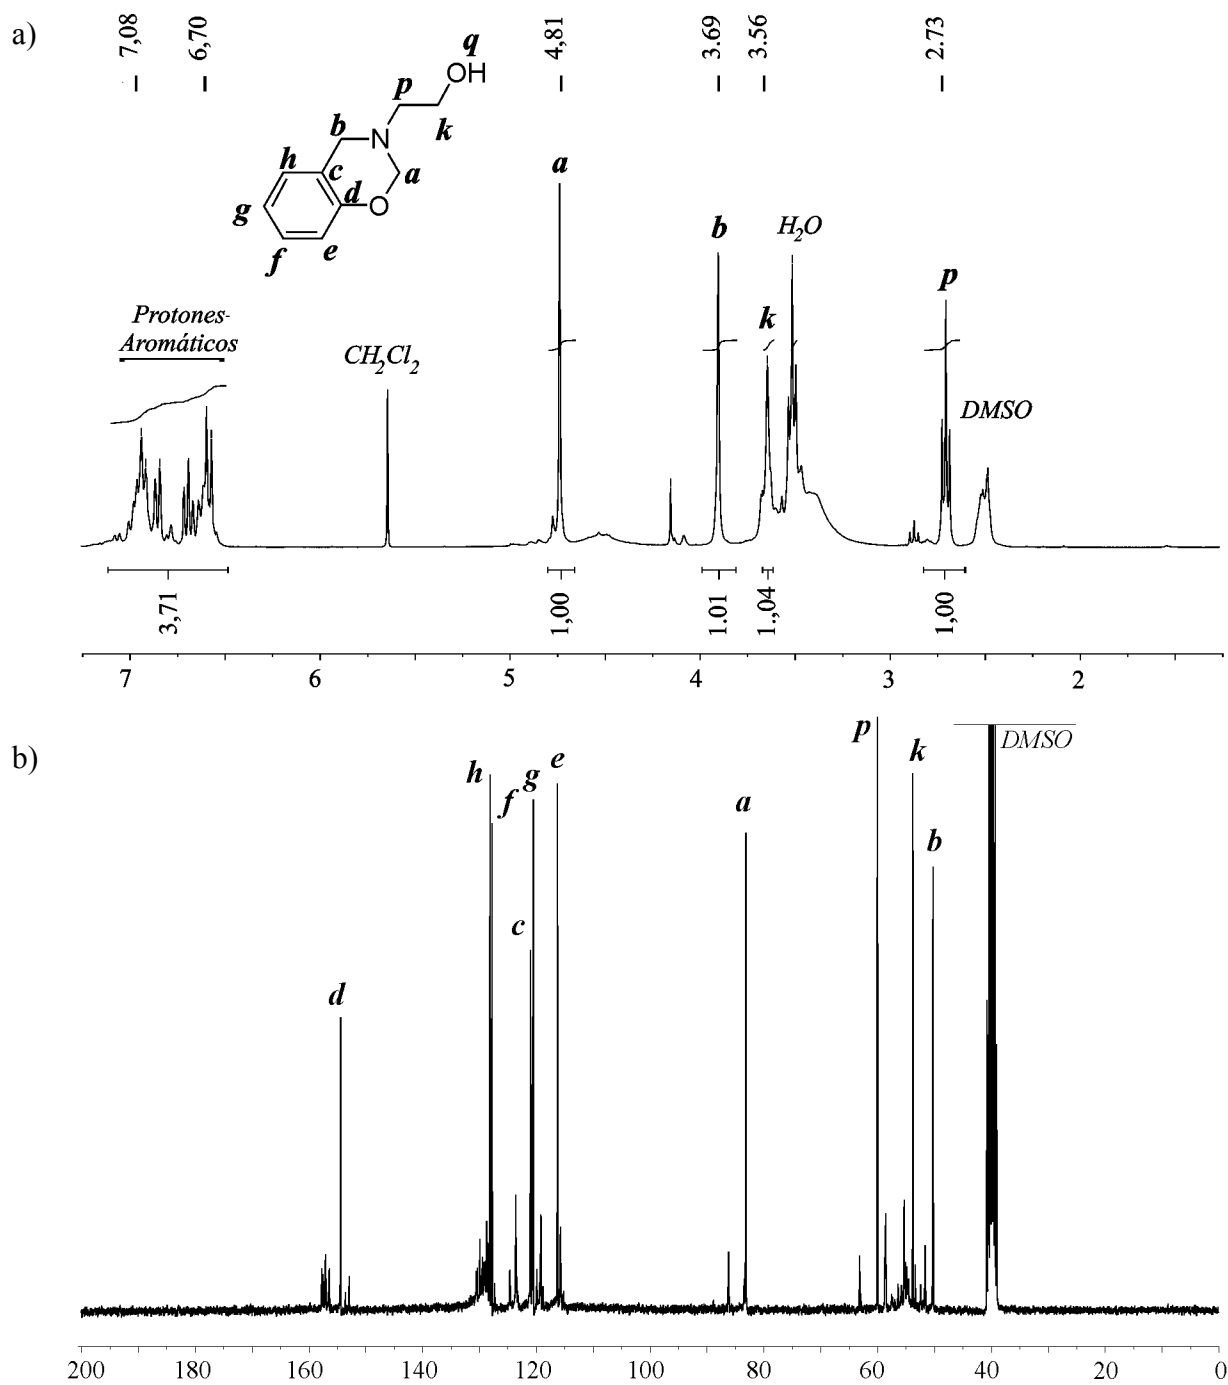 a)
7,08
6,70
4,81
3.69
3.56
2.73
q
OH
p
b
N
k
h
c
a
d
g
O
f
e
a
b
H2O
k
p
Protones-
Aromáticos
CH2Cl2
DMSO
3,71
1,00
1.01
1.,04
1,00
7
6
5
4
3
2
b)
h
f
g
e
c
d
a
p
k
b
DMSO
200
180
160
140
120
100
80
60
40
20
0